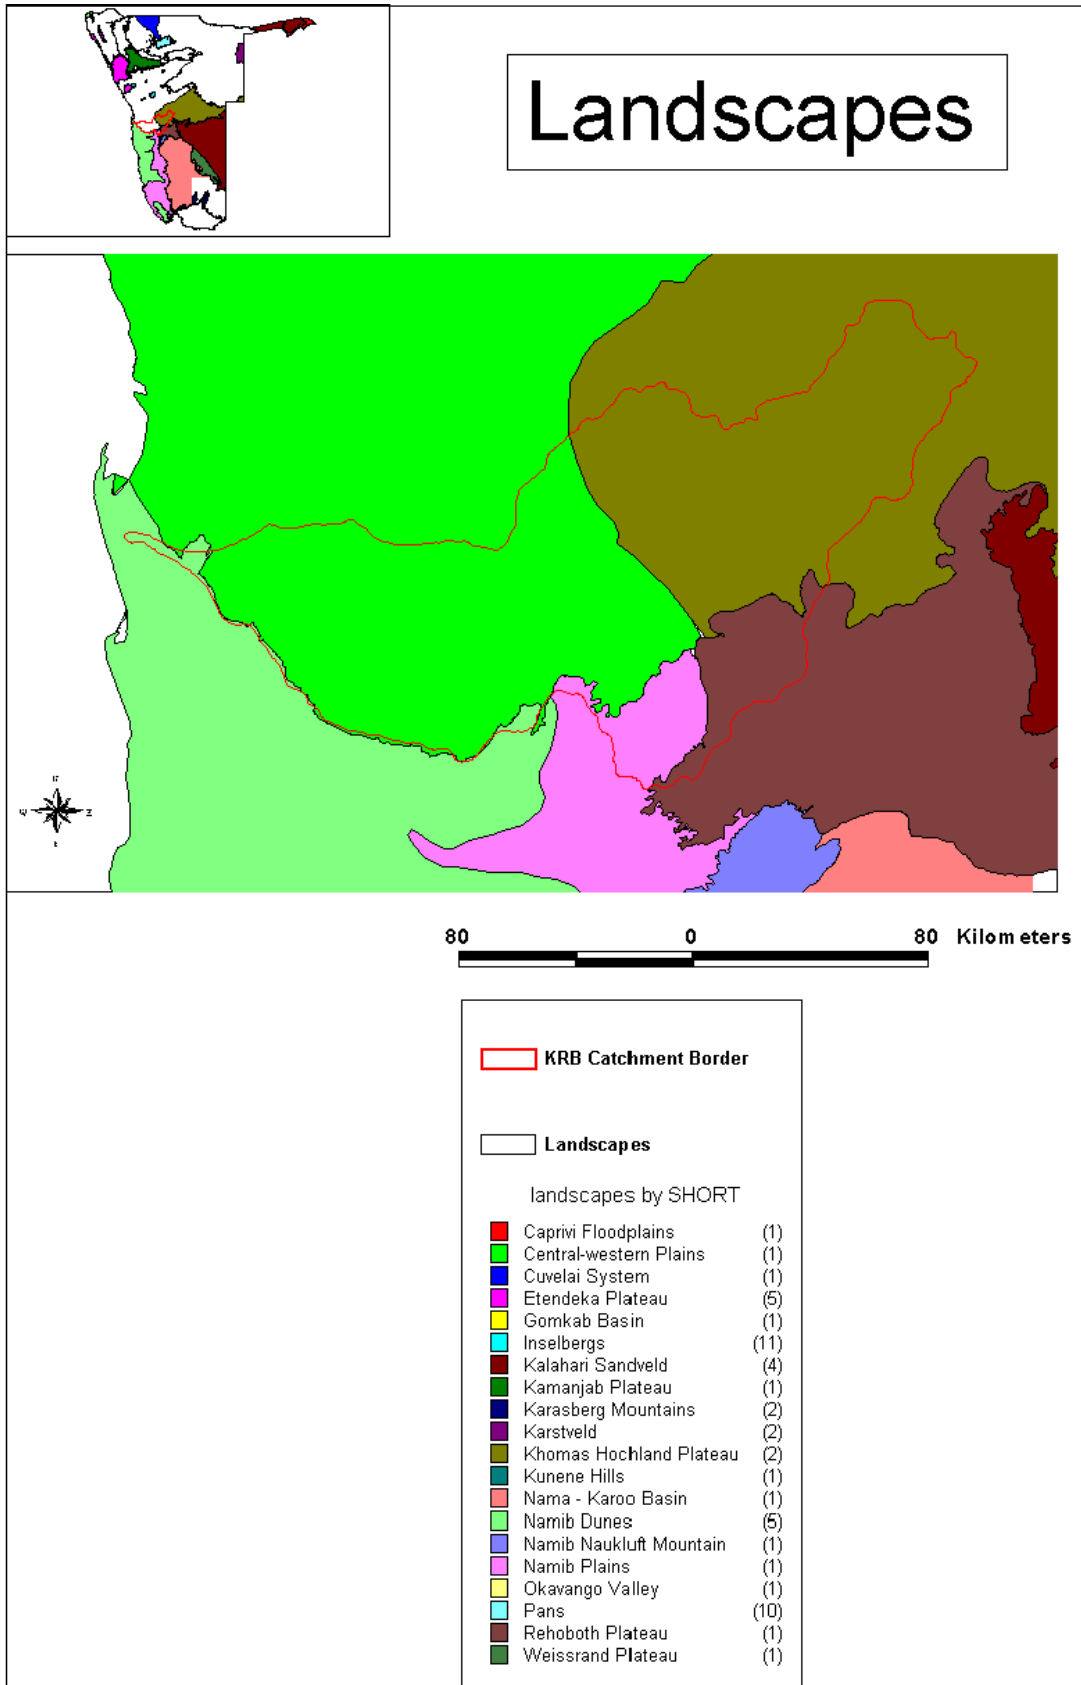 Landscapes
80 0 80 Kilometers
KRB Catchment Border
Landscapes
landscapes by SHORT
Caprivi Floodplains (1)
Central-western Plains (1)
Cuvelai System (1)
Etendeka Plateau (5)
Gomkab Basin (1)
Inselbergs (11)
Kalahari Sandveld (4)
Kamanjab Plateau (1)
Karasberg Mountains (2)
Karstveld (2)
Khomas Hochland Plateau (2)
Kunene Hills (1)
Nama - Karoo Basin (1)
Namib Dunes (5)
Namib Naukluft Mountain (1)
Namib Plains (1)
Okavango Valley (1)
Pans (10)
Rehoboth Plateau (1)
Weissrand Plateau (1)